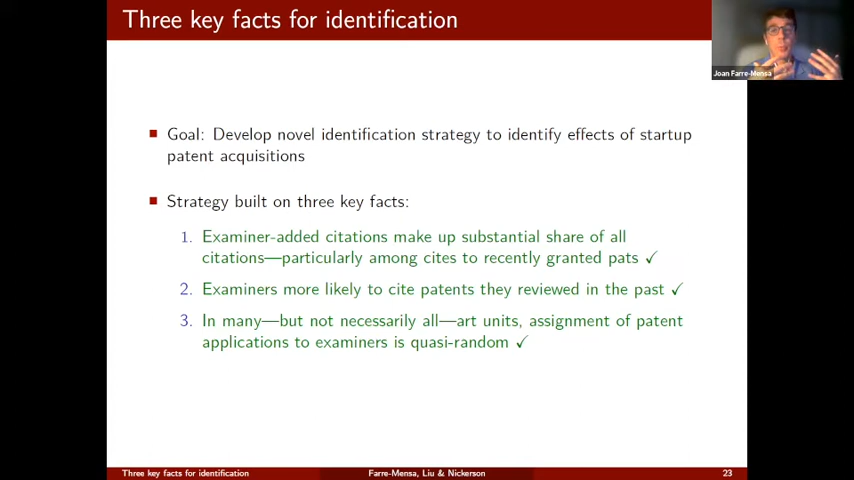 Three key facts for identification
Joan Farre-Mensa
Goal: Develop novel identification strategy to identify effects of startup
patent acquisitions
Strategy built on three key facts:
1. Examiner-added citations make up substantial share of all
citations—particularly among cites to recently granted pats ✓
2. Examiners more likely to cite patents they reviewed in the past ✓
3. In many—but not necessarily all—art units, assignment of patent
applications to examiners is quasi-random ✓
Three key facts for identification Farre-Mensa, Liu & Nickerson 23